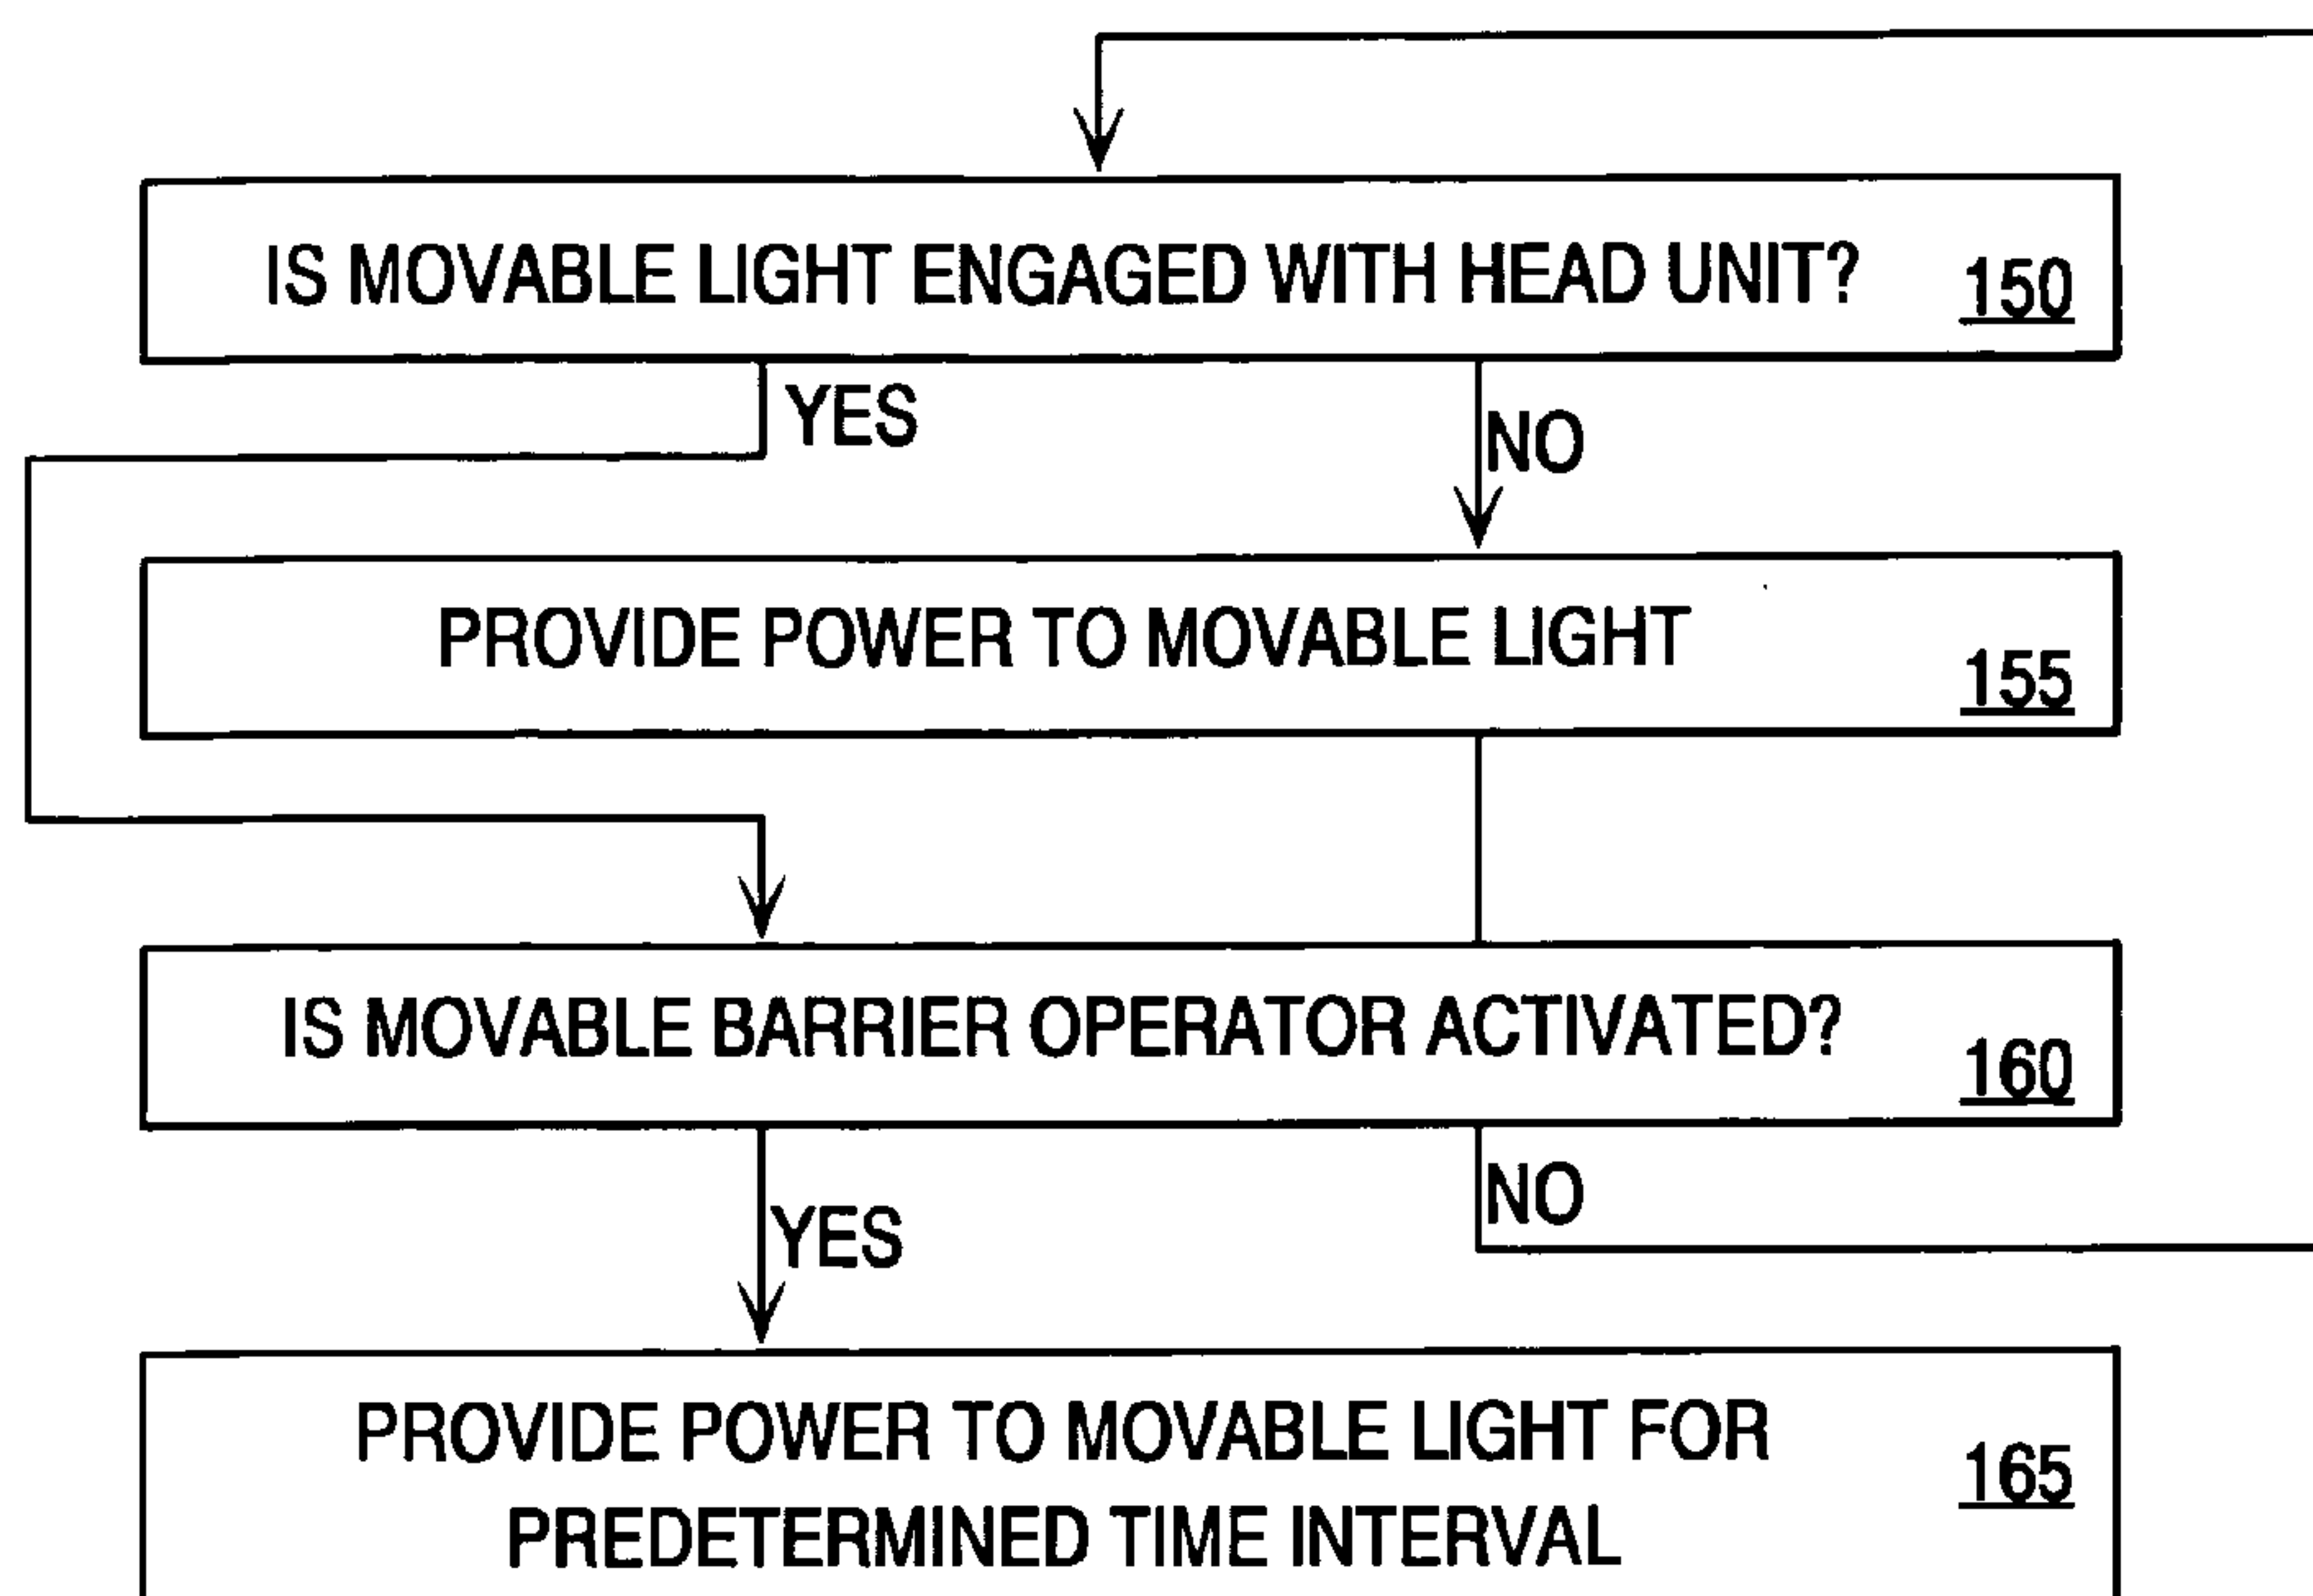 IS MOVABLE LIGHT ENGAGED WITH HEAD UNIT? 150
YES
NO
PROVIDE POWER TO MOVABLE LIGHT 155
IS MOVABLE BARRIER OPERATOR ACTIVATED? 160
NO
YES
PROVIDE POWER TO MOVABLE LIGHT FOR 165
PREDETERMINED TIME INTERVAL